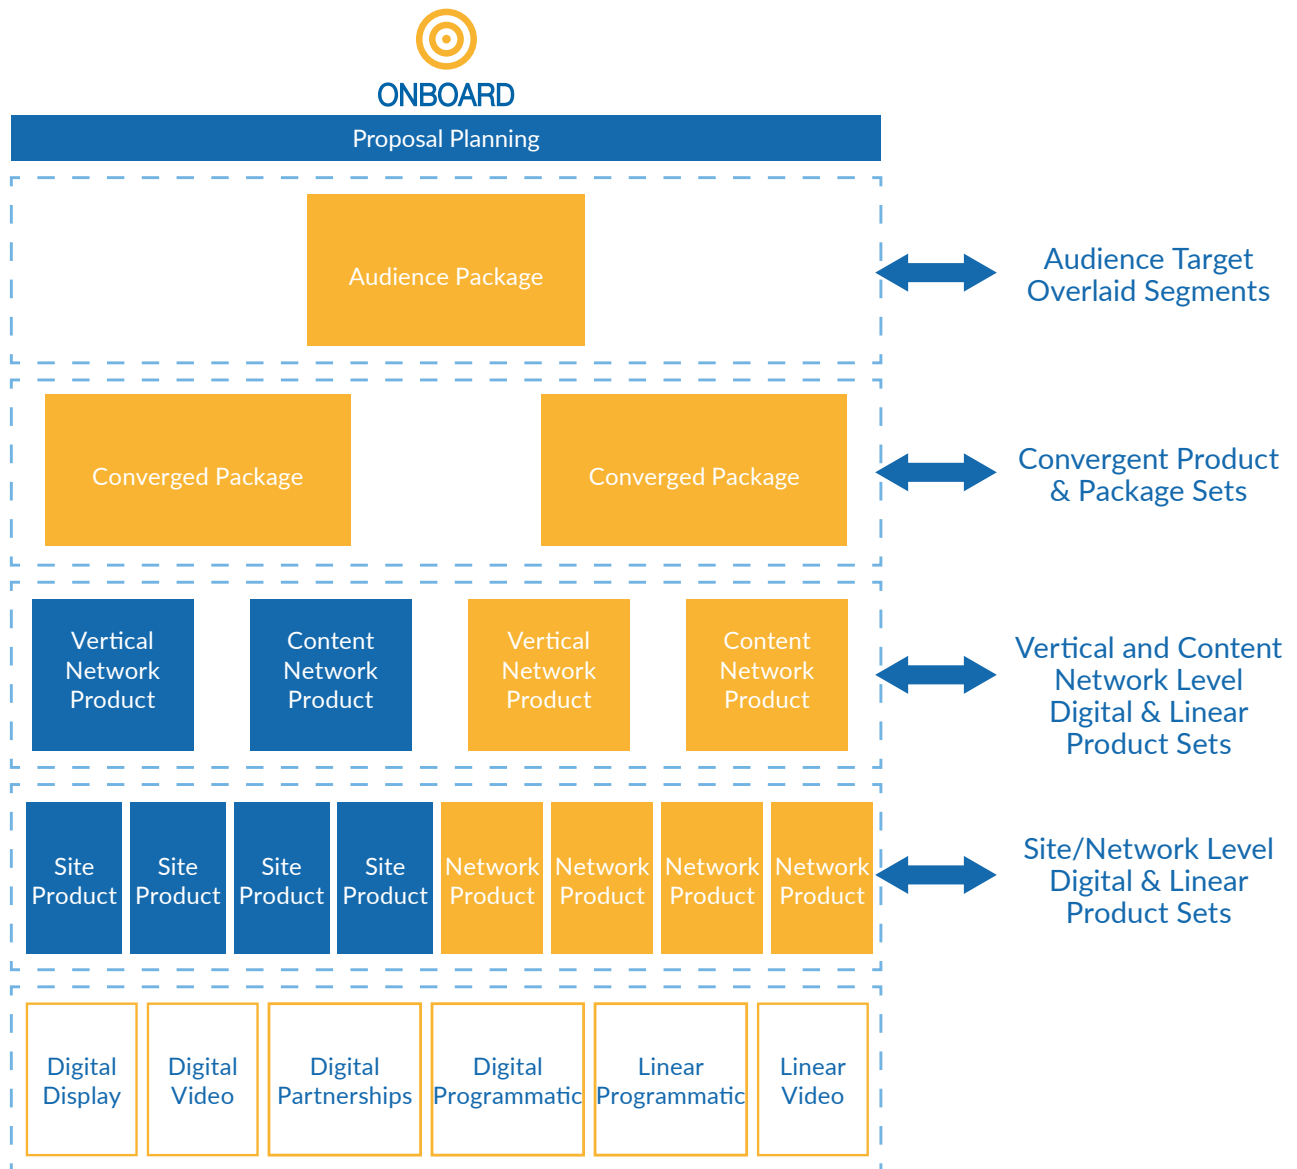 ONBOARD
Proposal Planning
Audience Package
Audience Target
Overlaid Segments
Converged Package
Converged Package
Convergent Product
& Package Sets
Vertical
Network
Product
Content
Network
Product
Vertical
Network
Product
Content
Network
Product
Vertical and Content
Network Level
Digital & Linear
Product Sets
Site
Product
Site
Product
Site
Product
Site
Product
Network
Product
Network
Product
Network
Product
Network
Product
Site/Network Level
Digital & Linear
Product Sets
Digital
Display
Digital
Video
Digital
Partnerships
Digital
Programmatic
Linear
Programmatic
Linear
Video